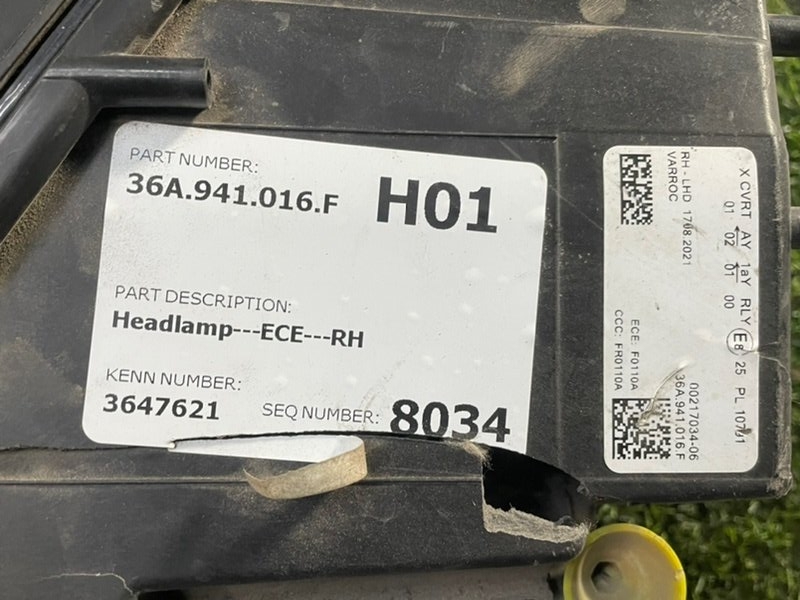 PART NUMBER:
36A.941.016.F
H01
PART DESCRIPTION:
Headlamp---ECE---RH
KENN NUMBER:
3647621
SEQ NUMBER: 8034
X CVRT AY 1aY RLY E8 25 PL
01 02 01 00
RH - LHD 1708.2021
VARROC
ECE: F0110A
CCC: FR0110A
00217034-06
36A.941.016.F